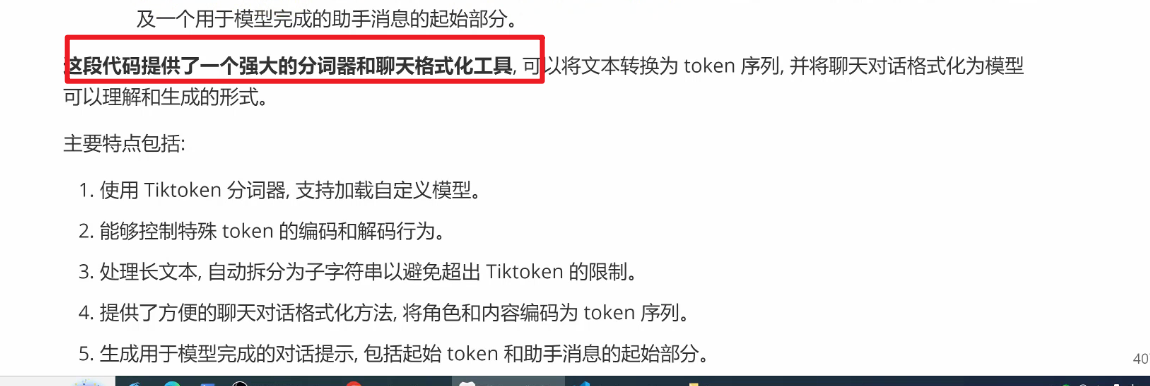 及一个用于模型完成的助手消息的起始部分。
这段代码提供了一个强大的分词器和聊天格式化工具, 可以将文本转换为 token 序列, 并将聊天对话格式化为模型
可以理解和生成的形式。
主要特点包括:
1. 使用 Tiktoken 分词器, 支持加载自定义模型。
2. 能够控制特殊 token 的编码和解码行为。
3. 处理长文本, 自动拆分为子字符串以避免超出 Tiktoken 的限制。
4. 提供了方便的聊天对话格式化方法, 将角色和内容编码为 token 序列。
5. 生成用于模型完成的对话提示, 包括起始 token 和助手消息的起始部分。